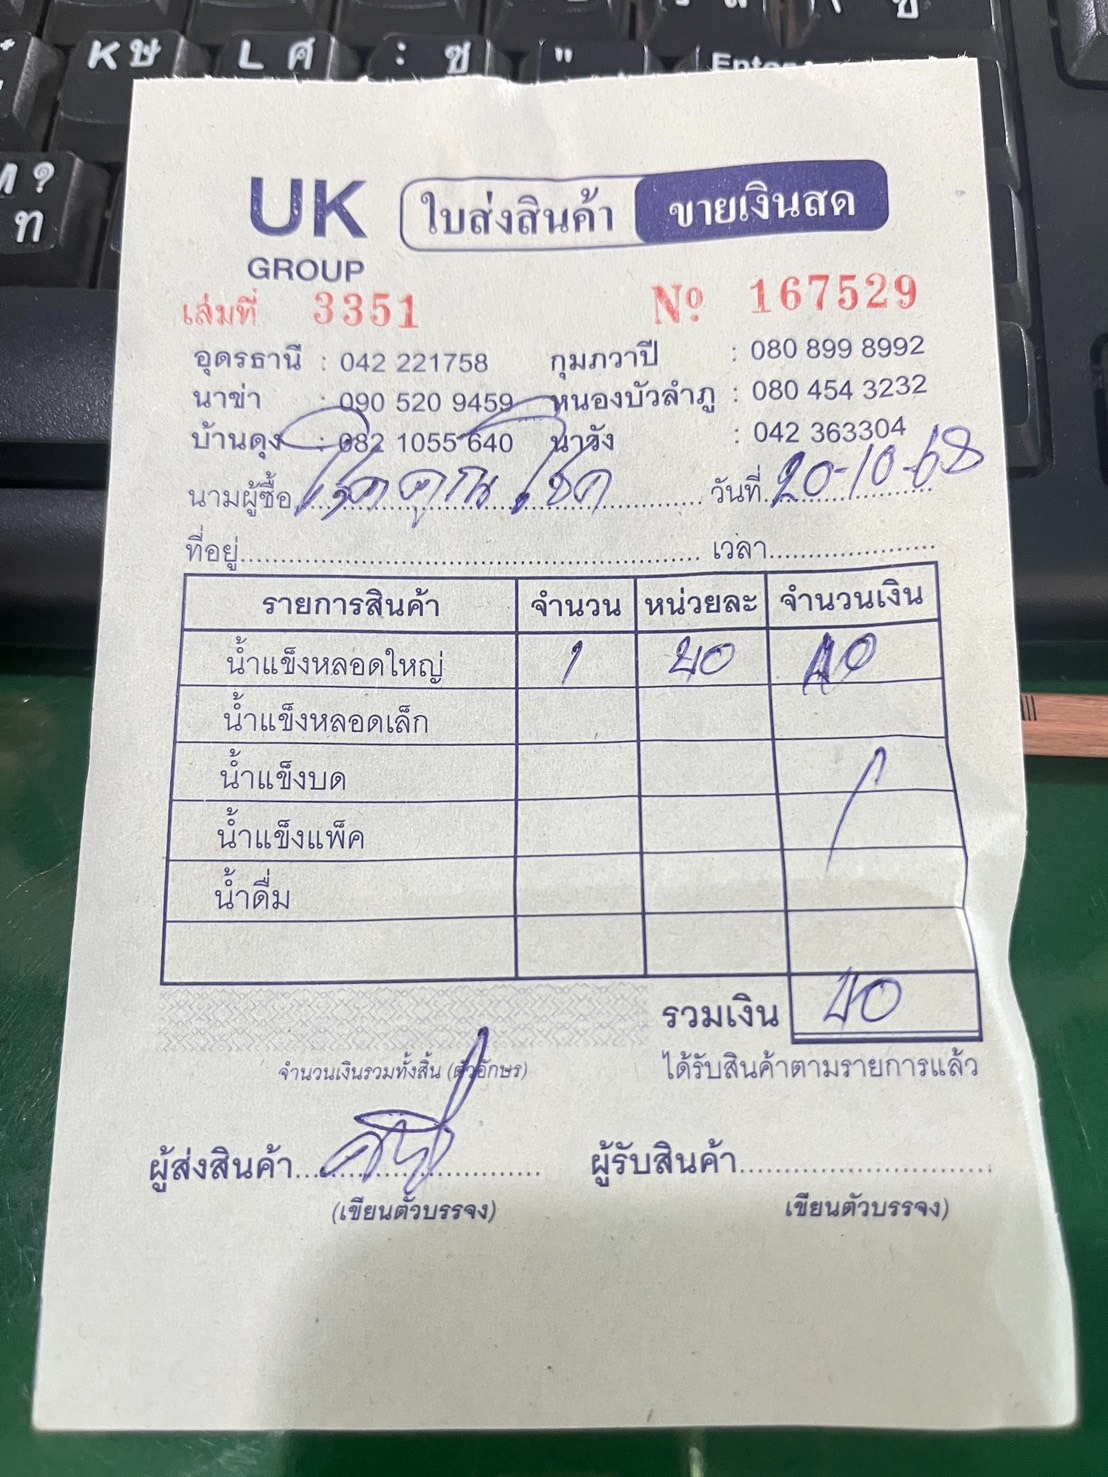 K ษ L ศ : ซ " Enter
? ท
UK ใบส่งสินค้า ขายเงินสด
GROUP
เล่มที่ 3351 Nº 167529
อุดรธานี : 042 221758 กุมภวาปี : 080 899 8992
นาข่า : 090 520 9459 หนองบัวลำภู : 080 454 3232
บ้านดุง : 082 1055 640 นาวัง : 042 363304
นามผู้ซื้อ โชคคูณโชค วันที่ 20-10-68
ที่อยู่ เวลา
รายการสินค้า จำนวน หน่วยละ จำนวนเงิน
น้ำแข็งหลอดใหญ่ 1 40 40
น้ำแข็งหลอดเล็ก
น้ำแข็งบด
น้ำแข็งแพ็ค
น้ำดื่ม
รวมเงิน 40
จำนวนเงินรวมทั้งสิ้น (ตัวอักษร) ได้รับสินค้าตามรายการแล้ว
ผู้ส่งสินค้า ผู้รับสินค้า
(เขียนตัวบรรจง) เขียนตัวบรรจง)